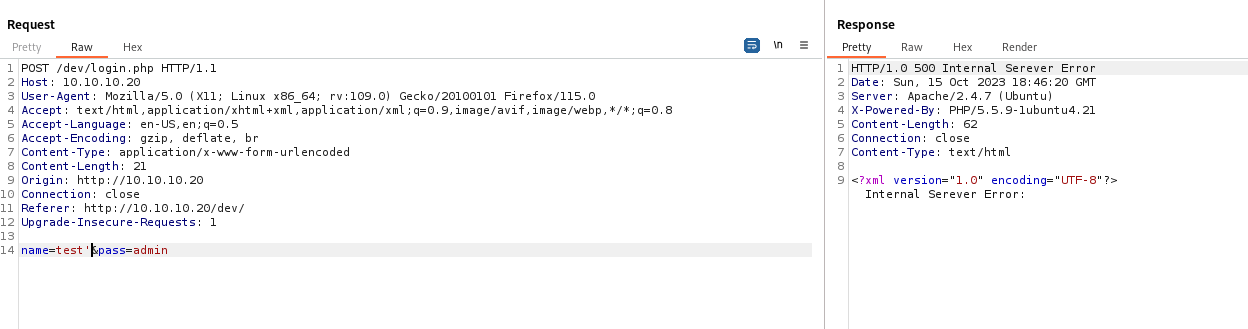 Request
Pretty Raw Hex
\n
1 POST /dev/login.php HTTP/1.1
2 Host: 10.10.10.20
3 User-Agent: Mozilla/5.0 (X11; Linux x86_64; rv:109.0) Gecko/20100101 Firefox/115.0
4 Accept: text/html,application/xhtml+xml,application/xml;q=0.9,image/avif,image/webp,*/*;q=0.8
5 Accept-Language: en-US,en;q=0.5
6 Accept-Encoding: gzip, deflate, br
7 Content-Type: application/x-www-form-urlencoded
8 Content-Length: 21
9 Origin: http://10.10.10.20
10 Connection: close
11 Referer: http://10.10.10.20/dev/
12 Upgrade-Insecure-Requests: 1
13
14 name=test'&pass=admin
Response
Pretty Raw Hex Render
1 HTTP/1.0 500 Internal Serever Error
2 Date: Sun, 15 Oct 2023 18:46:20 GMT
3 Server: Apache/2.4.7 (Ubuntu)
4 X-Powered-By: PHP/5.5.9-1ubuntu4.21
5 Content-Length: 62
6 Connection: close
7 Content-Type: text/html
8
9 <?xml version="1.0" encoding="UTF-8"?>
Internal Serever Error: